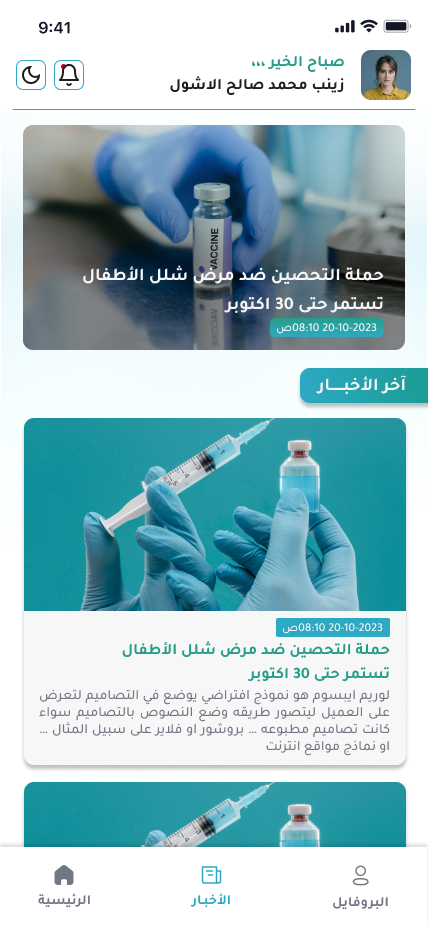 9:41
صباح الخير ،،،
زينب محمد صالح الاشول
VACCINE
حملة التحصين ضد مرض شلل الأطفال
تستمر حتى 30 اكتوبر
20-10-2023 08:10ص
آخر الأخبـــار
20-10-2023 08:10ص
حملة التحصين ضد مرض شلل الأطفال
تستمر حتى 30 اكتوبر
لوريم ايبسوم هو نموذج افتراضي يوضع في التصاميم لتعرض
على العميل ليتصور طريقه وضع النصوص بالتصاميم سواء
كانت تصاميم مطبوعه ... بروشور او فلاير على سبيل المثال ...
او نماذج مواقع انترنت
البروفايل
الأخبار
الرئيسية